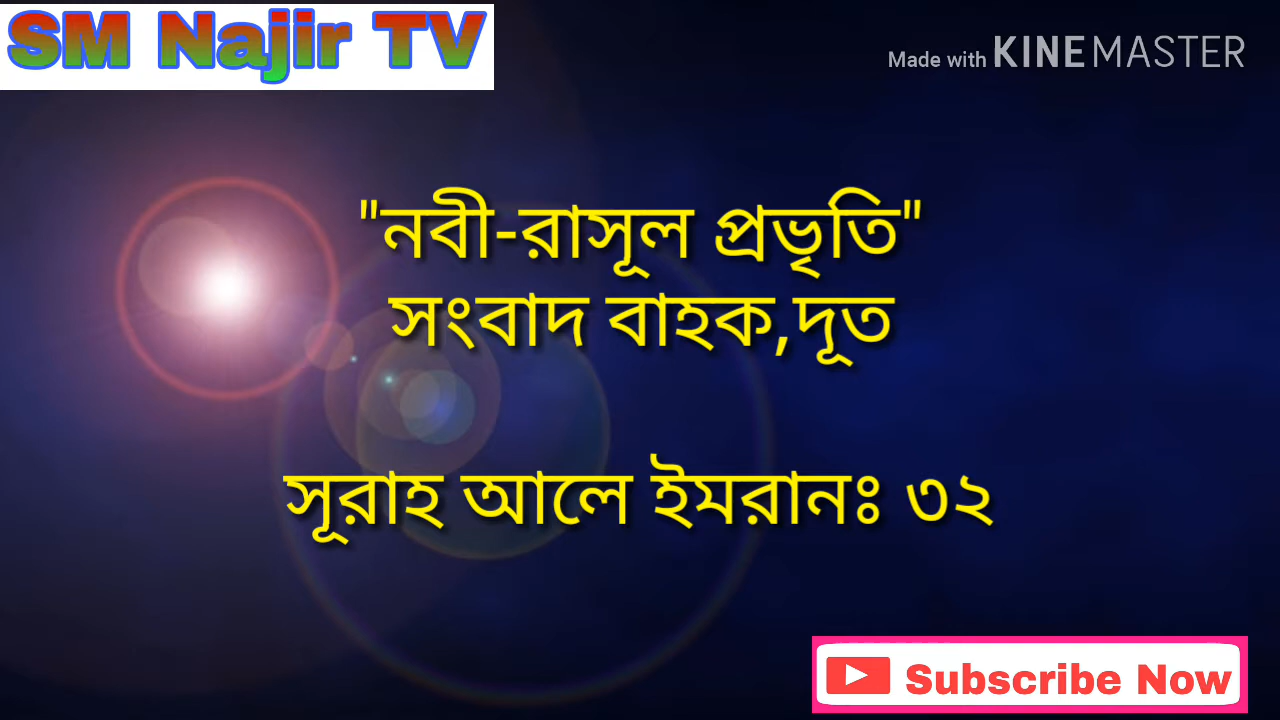 SM Najir TV
Made with KINEMASTER
"নবী-রাসূল প্রভৃতি"
সংবাদ বাহক,দূত
সূরাহ আলে ইমরানঃ ৩২
Subscribe Now